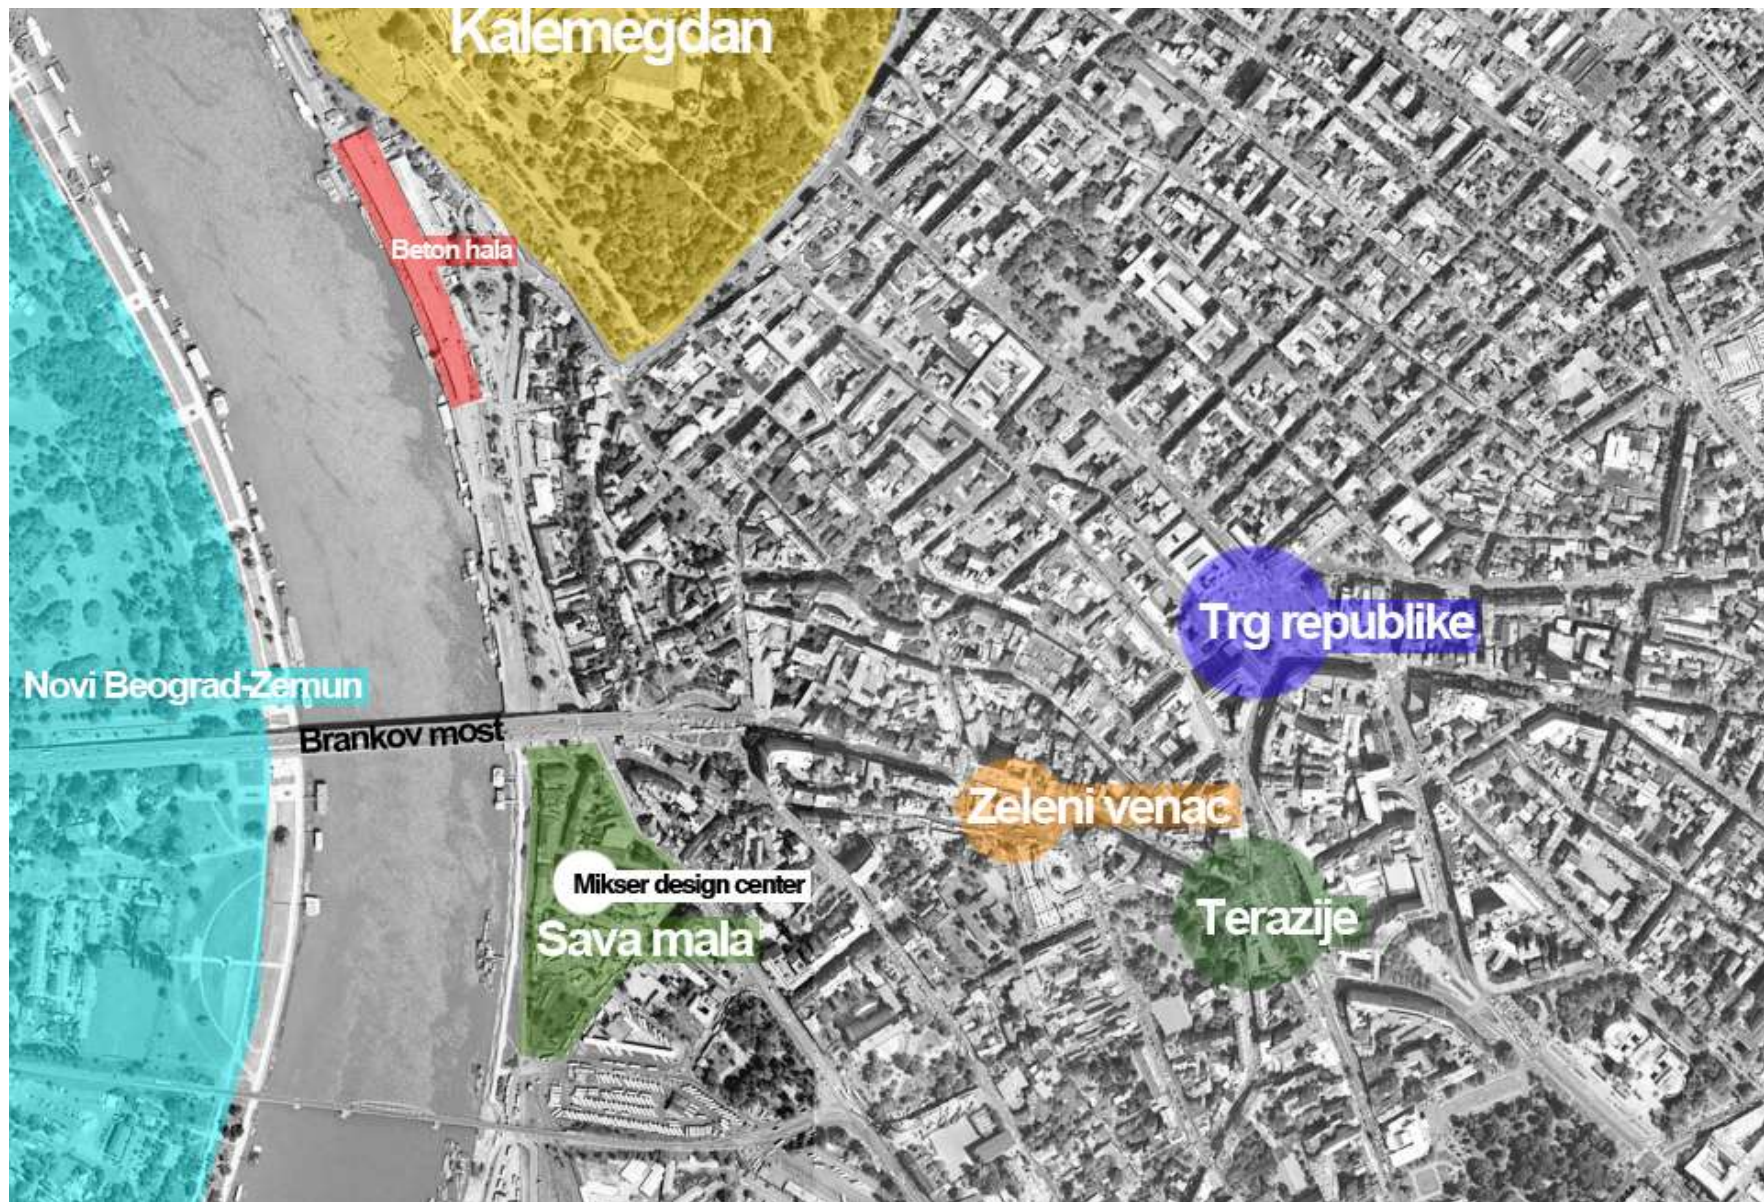 Kalemegdan
Beton hala
Trg republike
Novi Beograd-Zemun
Brankov most
Zeleni venac
Mikser design center
Terazije
Sava mala